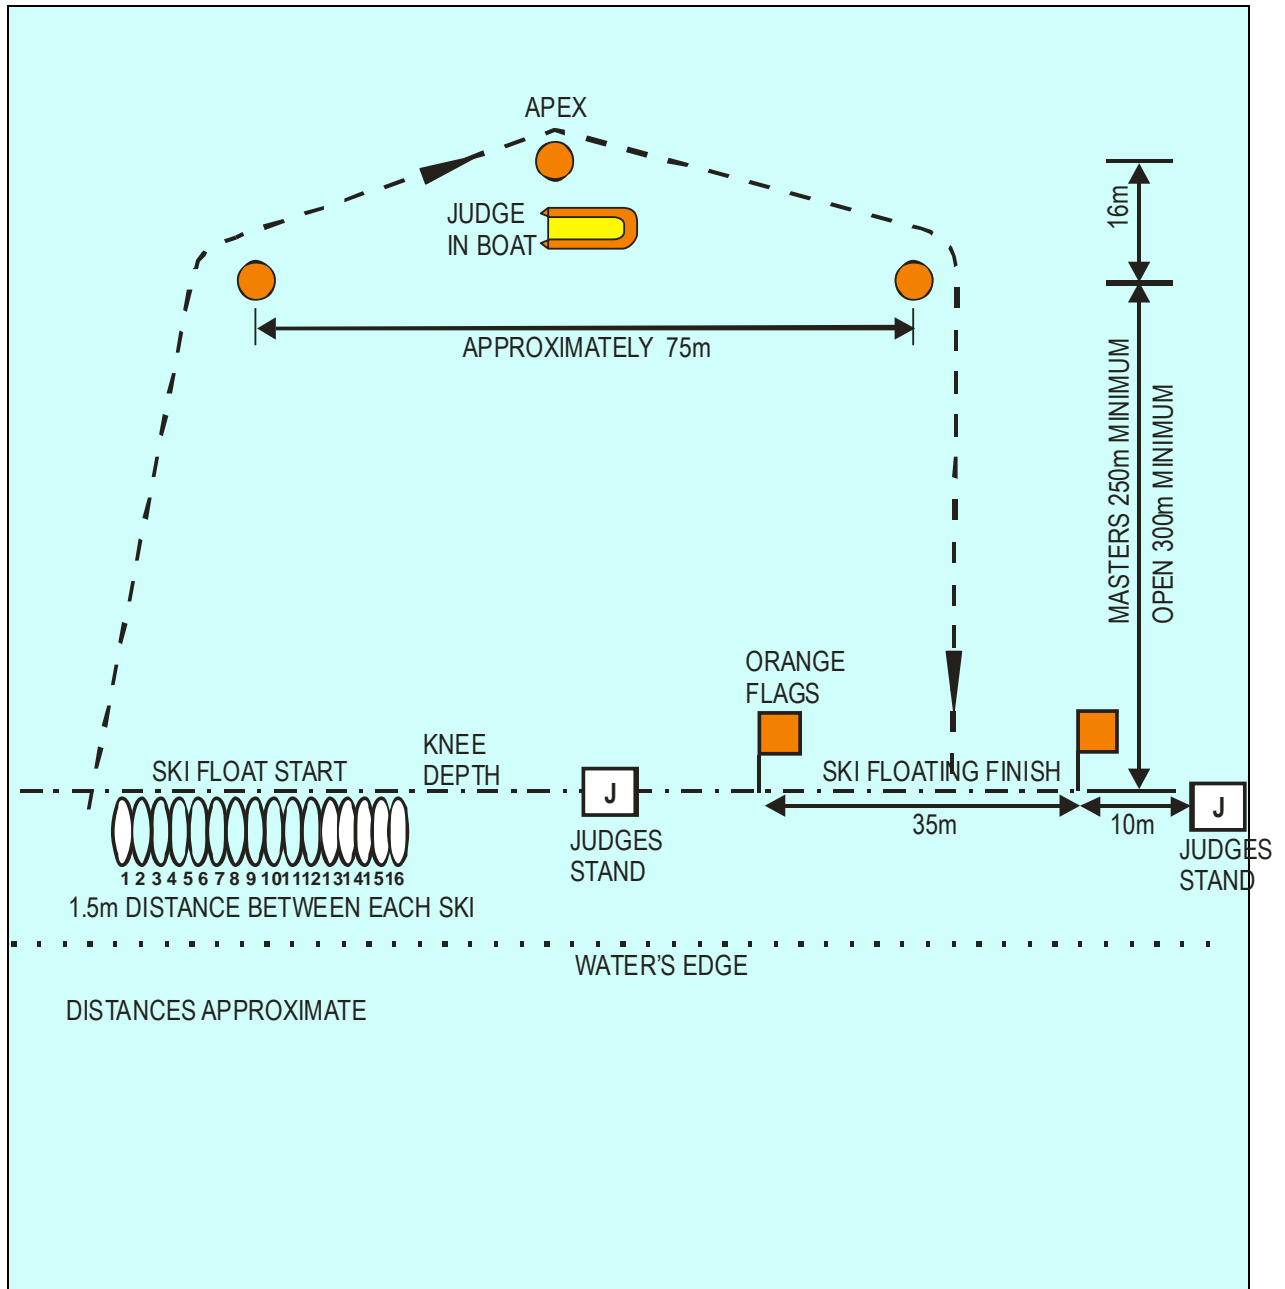 APEX
JUDGE
IN BOAT
16m
APPROXIMATELY 75m
MASTERS 250m MINIMUM
OPEN 300m MINIMUM
ORANGE
FLAGS
KNEE
DEPTH
SKI FLOAT START
SKI FLOATING FINISH
J
J
35m
10m
JUDGES
STAND
JUDGES
STAND
1 2 3 4 5 6 7 8 9 10 11 12 13 14 15 16
1.5m DISTANCE BETWEEN EACH SKI
WATER'S EDGE
DISTANCES APPROXIMATE